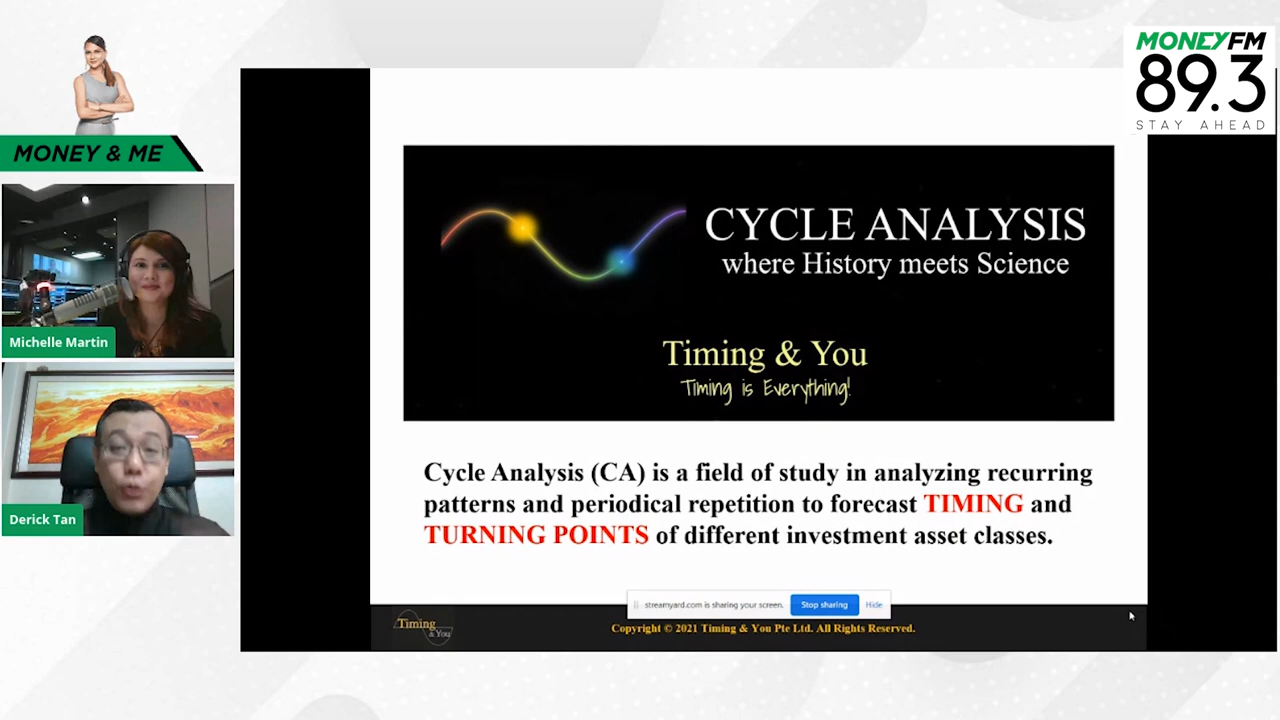 MONEYFM
89.3
STAY AHEAD
MONEY & ME
Michelle Martin
Derick Tan
CYCLE ANALYSIS
where History meets Science
Timing & You
Timing is Everything!
Cycle Analysis (CA) is a field of study in analyzing recurring
patterns and periodical repetition to forecast TIMING and
TURNING POINTS of different investment asset classes.
streamyard.com is sharing your screen. Stop sharing Hide
Timing
& You
Copyright © 2021 Timing & You Pte Ltd. All Rights Reserved.